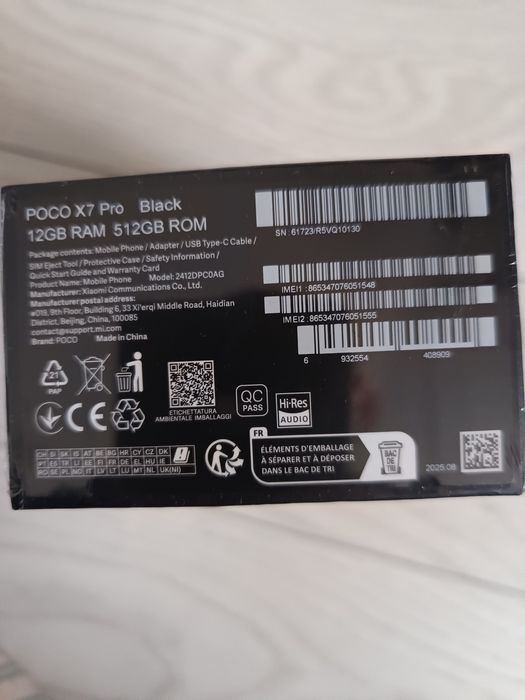 POCO X7 Pro Black
12GB RAM 512GB ROM
Package contents: Mobile Phone / Adapter / USB Type-C Cable /
SIM Eject Tool / Protective Case / Safety Information /
Quick Start Guide and Warranty Card
Product Name: Mobile Phone Model: 2412DPC0AG
Manufacturer: Xiaomi Communications Co., Ltd.
Manufacturer postal address:
#019, 9th Floor, Building 6, 33 Xi'erqi Middle Road, Haidian
District, Beijing, China, 100085
contact@support.mi.com
Brand: POCO Made in China
SN: 61723/R5VQ10130
IMEI1 : 865347076051548
IMEI2 : 865347076051555
6 932554 408909
21
PAP
ETICHETTATURA
AMBIENTALE IMBALLAGGI
QC
PASS
Hi-Res
AUDIO
CE
CH SI SK IS AT BE BG HR CY CZ DK
PT ES TR LI EE FI FR DE EL HU IE
RO SE PL NO IT LV LT LU MT NL UK(NI)
FR
ÉLÉMENTS D'EMBALLAGE
À SÉPARER ET À DÉPOSER
DANS LE BAC DE TRI
BAC
DE
TRI
2025.08